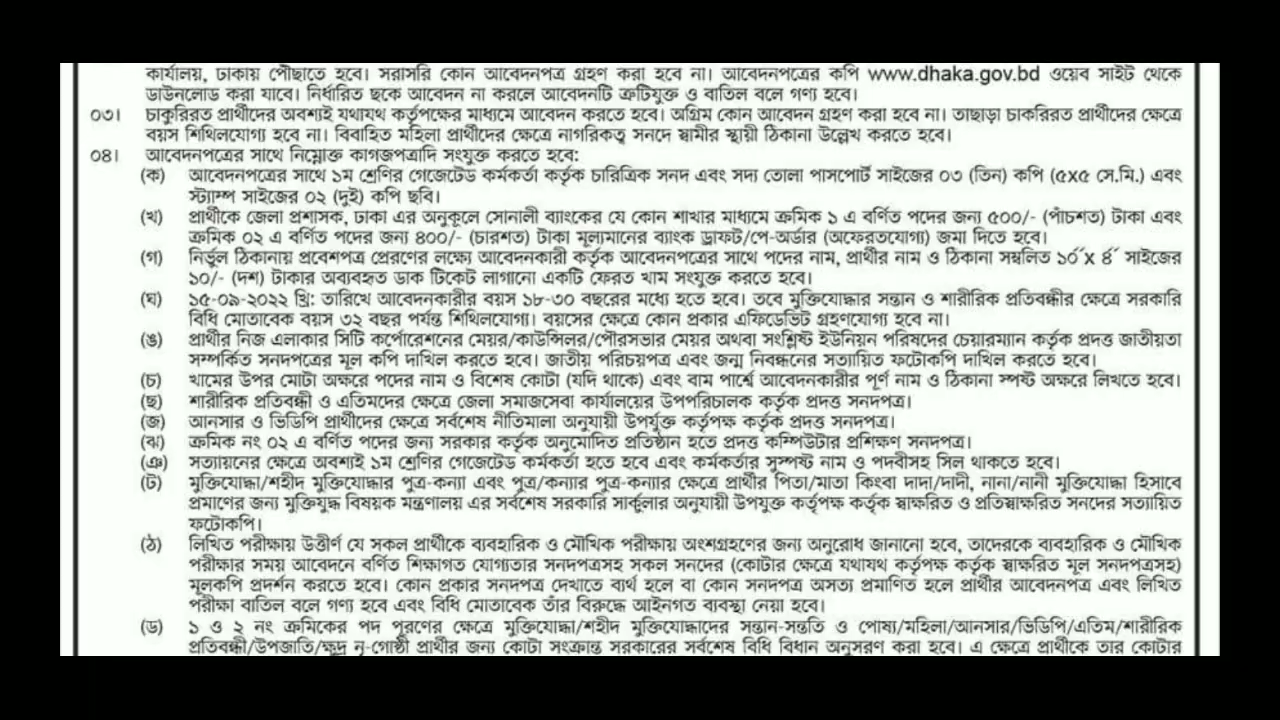 কার্যালয়, ঢাকায় পৌঁছাতে হবে। সরাসরি কোন আবেদনপত্র গ্রহণ করা হবে না। আবেদনপত্রের কপি www.dhaka.gov.bd ওয়েব সাইট থেকে
ডাউনলোড করা যাবে। নির্ধারিত ছকে আবেদন না করলে আবেদনটি ত্রুটিযুক্ত ও বাতিল বলে গণ্য হবে।
০৩। চাকুরিরত প্রার্থীদের অবশ্যই যথাযথ কর্তৃপক্ষের মাধ্যমে আবেদন করতে হবে। অগ্রিম কোন আবেদন গ্রহণ করা হবে না। তাছাড়া চাকরিরত প্রার্থীদের ক্ষেত্রে
বয়স শিথিলযোগ্য হবে না। বিবাহিত মহিলা প্রার্থীদের ক্ষেত্রে নাগরিকত্ব সনদে স্বামীর স্থায়ী ঠিকানা উল্লেখ করতে হবে।
০৪। আবেদনপত্রের সাথে নিম্নোক্ত কাগজপত্রাদি সংযুক্ত করতে হবে:
(ক) আবেদনপত্রের সাথে ১ম শ্রেণির গেজেটেড কর্মকর্তা কর্তৃক চারিত্রিক সনদ এবং সদ্য তোলা পাসপোর্ট সাইজের ০৩ (তিন) কপি (৫x৫ সে.মি.) এবং
স্ট্যাম্প সাইজের ০২ (দুই) কপি ছবি।
(খ) প্রার্থীকে জেলা প্রশাসক, ঢাকা এর অনুকূলে সোনালী ব্যাংকের যে কোন শাখার মাধ্যমে ক্রমিক ১ এ বর্ণিত পদের জন্য ৫০০/- (পাঁচশত) টাকা এবং
ক্রমিক ০২ এ বর্ণিত পদের জন্য ৪০০/- (চারশত) টাকা মূল্যমানের ব্যাংক ড্রাফট/পে-অর্ডার (অফেরতযোগ্য) জমা দিতে হবে।
(গ) নির্ভুল ঠিকানায় প্রবেশপত্র প্রেরণের লক্ষ্যে আবেদনকারী কর্তৃক আবেদনপত্রের সাথে পদের নাম, প্রার্থীর নাম ও ঠিকানা সম্বলিত ১০˝x ৪˝ সাইজের
১০/- (দশ) টাকার অব্যবহৃত ডাক টিকেট লাগানো একটি ফেরত খাম সংযুক্ত করতে হবে।
(ঘ) ১৫-০৯-২০২২ খ্রি: তারিখে আবেদনকারীর বয়স ১৮-৩০ বছরের মধ্যে হতে হবে। তবে মুক্তিযোদ্ধার সন্তান ও শারীরিক প্রতিবন্ধীর ক্ষেত্রে সরকারি
বিধি মোতাবেক বয়স ৩২ বছর পর্যন্ত শিথিলযোগ্য। বয়সের ক্ষেত্রে কোন প্রকার এফিডেভিট গ্রহণযোগ্য হবে না।
(ঙ) প্রার্থীর নিজ এলাকার সিটি কর্পোরেশনের মেয়র/কাউন্সিলর/পৌরসভার মেয়র অথবা সংশ্লিষ্ট ইউনিয়ন পরিষদের চেয়ারম্যান কর্তৃক প্রদত্ত জাতীয়তা
সম্পর্কিত সনদপত্রের মূল কপি দাখিল করতে হবে। জাতীয় পরিচয়পত্র এবং জন্ম নিবন্ধনের সত্যায়িত ফটোকপি দাখিল করতে হবে।
(চ) খামের উপর মোটা অক্ষরে পদের নাম ও বিশেষ কোটা (যদি থাকে) এবং বাম পার্শ্বে আবেদনকারীর পূর্ণ নাম ও ঠিকানা স্পষ্ট অক্ষরে লিখতে হবে।
(ছ) শারীরিক প্রতিবন্ধী ও এতিমদের ক্ষেত্রে জেলা সমাজসেবা কার্যালয়ের উপপরিচালক কর্তৃক প্রদত্ত সনদপত্র।
(জ) আনসার ও ভিডিপি প্রার্থীদের ক্ষেত্রে সর্বশেষ নীতিমালা অনুযায়ী উপর্যুক্ত কর্তৃপক্ষ কর্তৃক প্রদত্ত সনদপত্র।
(ঝ) ক্রমিক নং ০২ এ বর্ণিত পদের জন্য সরকার কর্তৃক অনুমোদিত প্রতিষ্ঠান হতে প্রদত্ত কম্পিউটার প্রশিক্ষণ সনদপত্র।
(ঞ) সত্যায়নের ক্ষেত্রে অবশ্যই ১ম শ্রেণির গেজেটেড কর্মকর্তা হতে হবে এবং কর্মকর্তার সুস্পষ্ট নাম ও পদবীসহ সিল থাকতে হবে।
(ট) মুক্তিযোদ্ধা/শহীদ মুক্তিযোদ্ধার পুত্র-কন্যা এবং পুত্র/কন্যার পুত্র-কন্যার ক্ষেত্রে প্রার্থীর পিতা/মাতা কিংবা দাদা/দাদী, নানা/নানী মুক্তিযোদ্ধা হিসাবে
প্রমাণের জন্য মুক্তিযুদ্ধ বিষয়ক মন্ত্রণালয় এর সর্বশেষ সরকারি সার্কুলার অনুযায়ী উপযুক্ত কর্তৃপক্ষ কর্তৃক স্বাক্ষরিত ও প্রতিস্বাক্ষরিত সনদের সত্যায়িত
ফটোকপি।
(ঠ) লিখিত পরীক্ষায় উত্তীর্ণ যে সকল প্রার্থীকে ব্যবহারিক ও মৌখিক পরীক্ষায় অংশগ্রহণের জন্য অনুরোধ জানানো হবে, তাদেরকে ব্যবহারিক ও মৌখিক
পরীক্ষার সময় আবেদনে বর্ণিত শিক্ষাগত যোগ্যতার সনদপত্রসহ সকল সনদের (কোটার ক্ষেত্রে যথাযথ কর্তৃপক্ষ কর্তৃক স্বাক্ষরিত মূল সনদপত্রসহ)
মূলকপি প্রদর্শন করতে হবে। কোন প্রকার সনদপত্র দেখাতে ব্যর্থ হলে বা কোন সনদপত্র অসত্য প্রমাণিত হলে প্রার্থীর আবেদনপত্র এবং লিখিত
পরীক্ষা বাতিল বলে গণ্য হবে এবং বিধি মোতাবেক তাঁর বিরুদ্ধে আইনগত ব্যবস্থা নেয়া হবে।
(ড) ১ ও ২ নং ক্রমিকের পদ পূরণের ক্ষেত্রে মুক্তিযোদ্ধা/শহীদ মুক্তিযোদ্ধাদের সন্তান-সন্ততি ও পোষ্য/মহিলা/আনসার/ভিডিপি/এতিম/শারীরিক
প্রতিবন্ধী/উপজাতি/ক্ষুদ্র নৃ-গোষ্ঠী প্রার্থীর জন্য কোটা সংক্রান্ত সরকারের সর্বশেষ বিধি বিধান অনুসরণ করা হবে। এ ক্ষেত্রে প্রার্থীকে তার কোটার